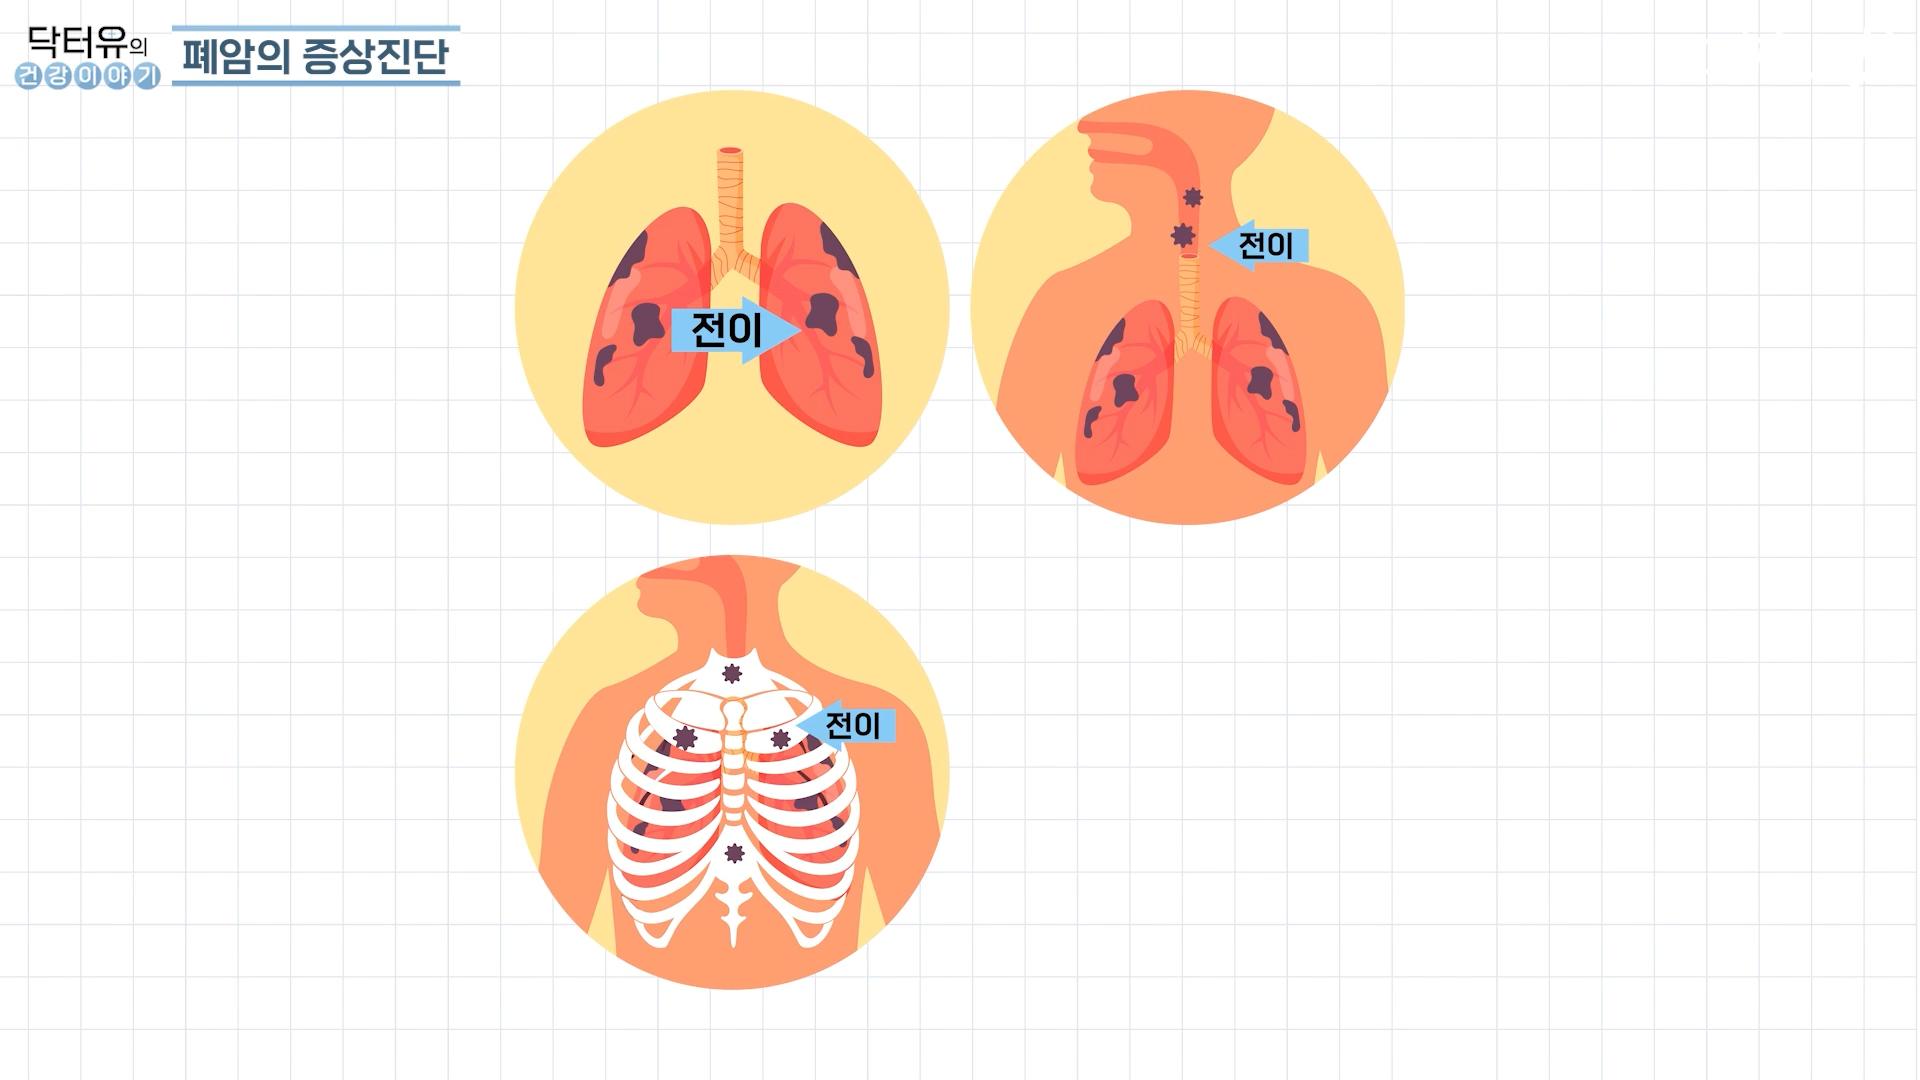 닥터유의
건강이야기
폐암의 증상진단
전이
전이
전이